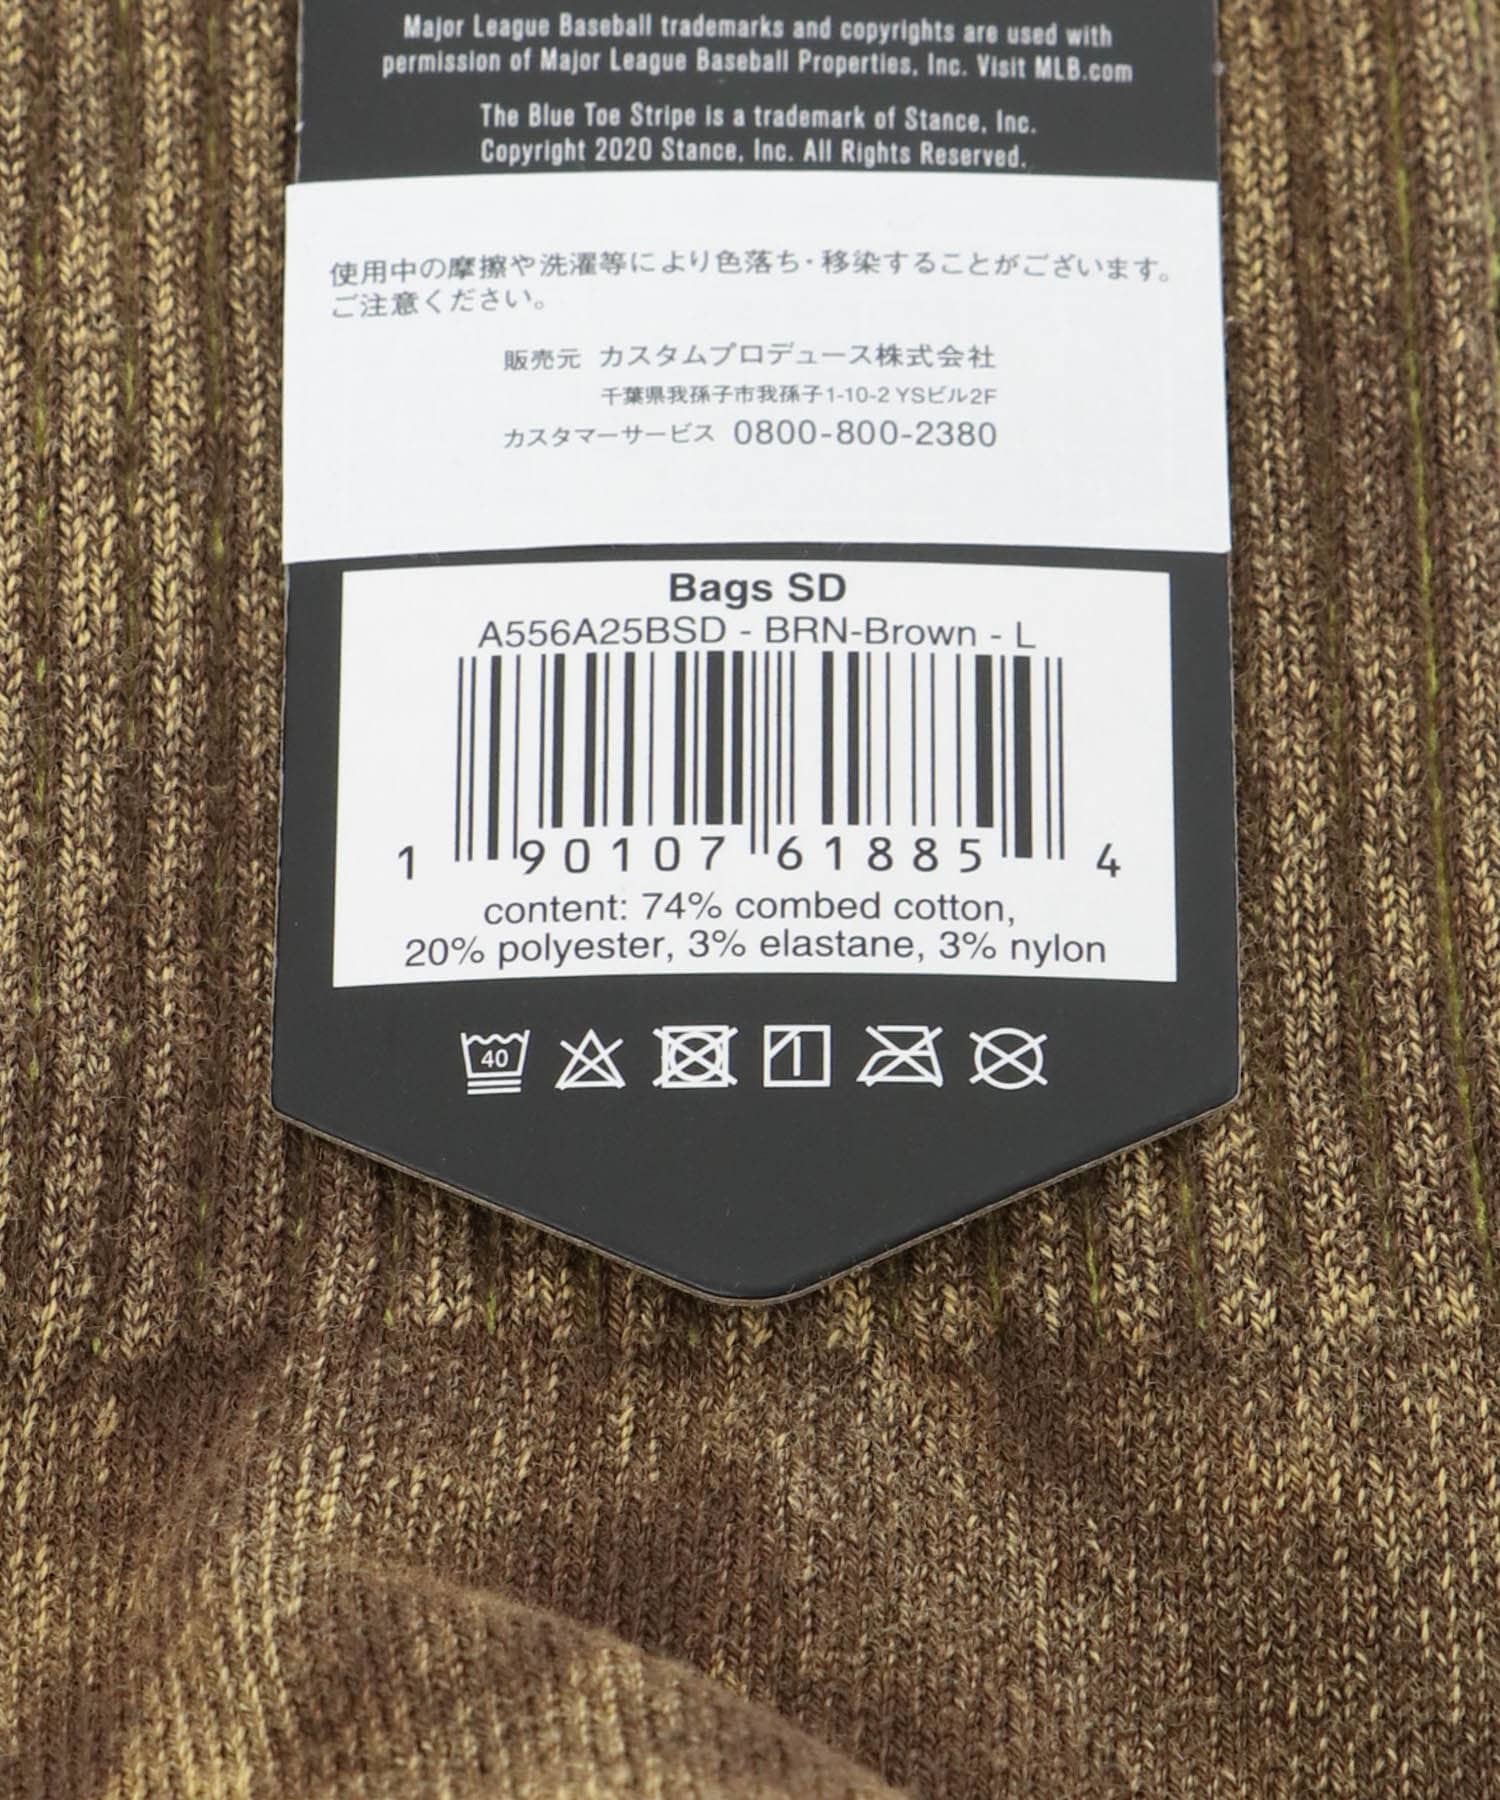 Major League Baseball trademarks and copyrights are used with
permission of Major League Baseball Properties, Inc. Visit MLB.com
The Blue Toe Stripe is a trademark of Stance, Inc.
Copyright 2020 Stance, Inc. All Rights Reserved.
使用中の摩擦や洗濯等により色落ち・移染することがございます。
ご注意ください。
販売元 カスタムプロデュース株式会社
千葉県我孫子市我孫子1-10-2 YSビル2F
カスタマーサービス 0800-800-2380
Bags SD
A556A25BSD - BRN-Brown - L
1 90107 61885 4
content: 74% combed cotton,
20% polyester, 3% elastane, 3% nylon
40